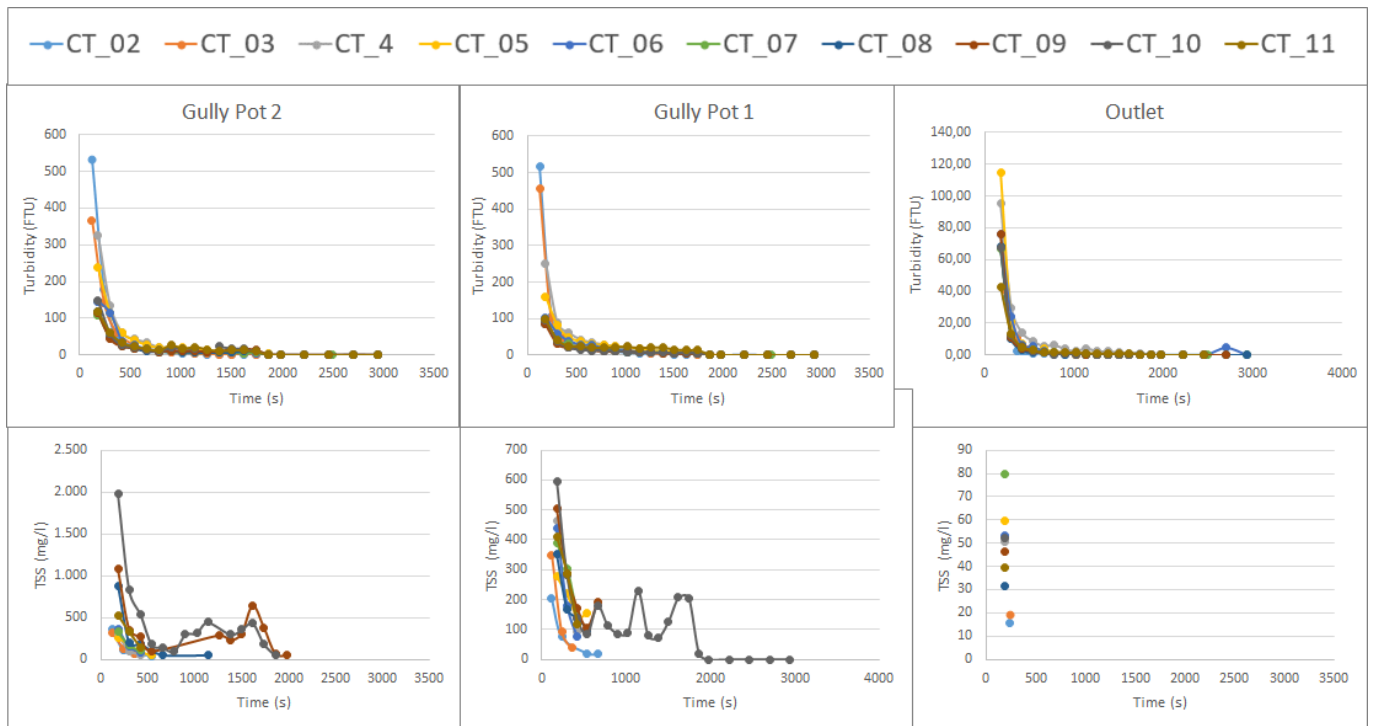 CT_02 CT_03 CT_4 CT_05 CT_06 CT_07 CT_08 CT_09 CT_10 CT_11
Gully Pot 2
600
500
400
300
200
100
0
Turbidity (FTU)
0 500 1000 1500 2000 2500 3000 3500
Time (s)
Gully Pot 1
600
500
400
300
200
100
0
Turbidity (FTU)
0 500 1000 1500 2000 2500 3000 3500
Time (s)
Outlet
140,00
120,00
100,00
80,00
60,00
40,00
20,00
0,00
Turbidity (FTU)
0 500 1000 1500 2000 2500 3000 4000
Time (s)
2.500
2.000
1.500
1.000
500
0
TSS (mg/l)
0 500 1000 1500 2000 2500 3000 3500
Time (s)
700
600
500
400
300
200
100
0
TSS (mg/l)
0 500 1000 1500 2000 2500 3000 4000
Time (s)
90
80
70
60
50
40
30
20
10
0
TSS (mg/l)
0 500 1000 1500 2000 2500 3000 3500
Time (s)